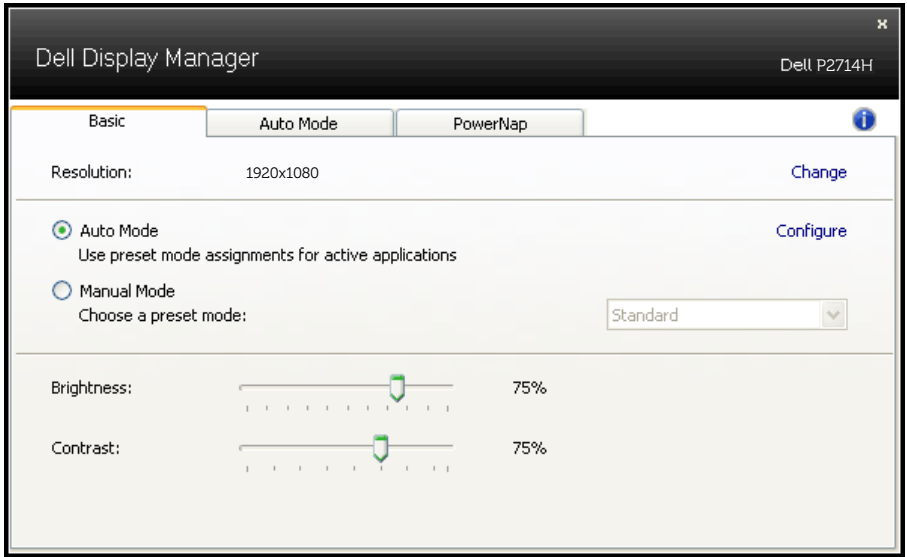 Dell Display Manager
Dell P2714H
Basic
Auto Mode
PowerNap
Resolution:
1920x1080
Change
Auto Mode
Configure
Use preset mode assignments for active applications
Manual Mode
Choose a preset mode:
Standard
Brightness:
75%
Contrast:
75%